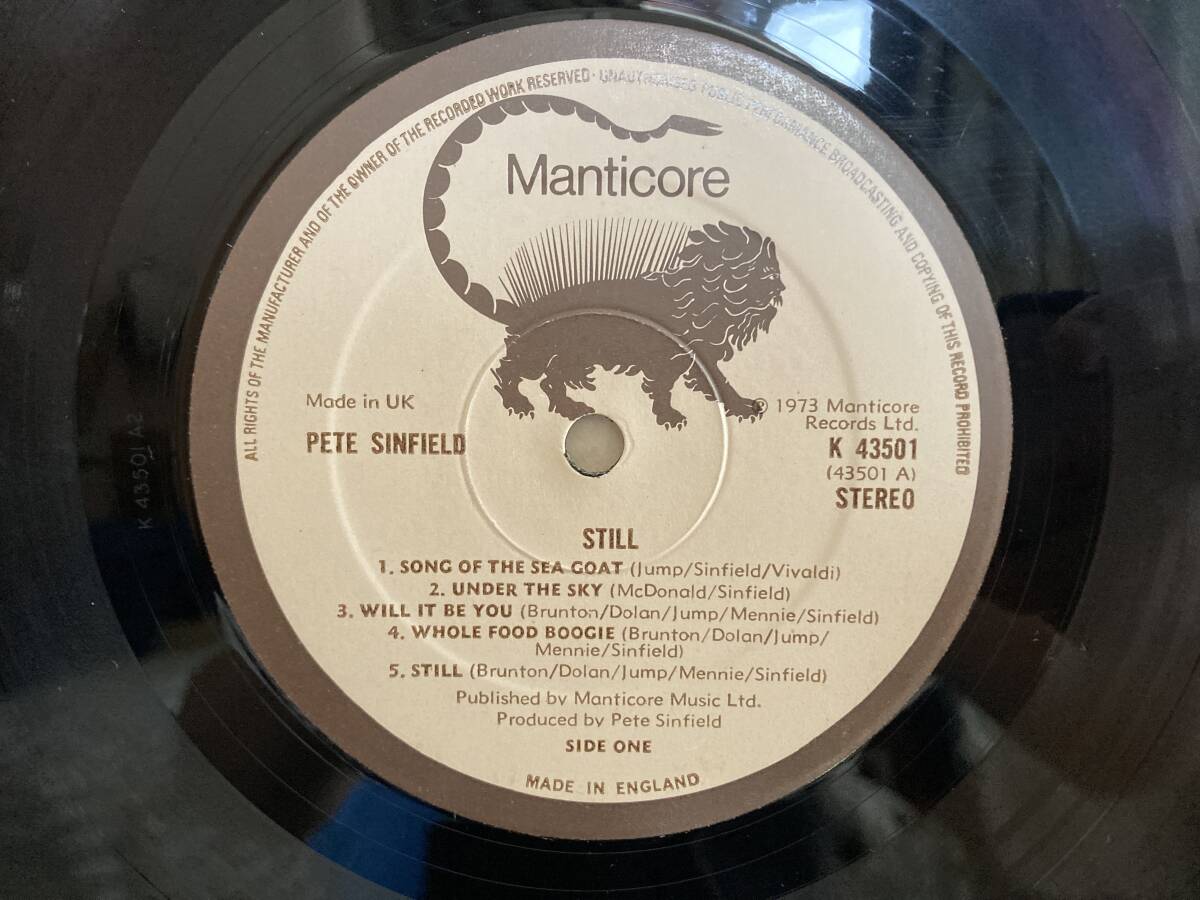 ALL RIGHTS OF THE MANUFACTURER AND OF THE OWNER OF THE RECORDED WORK RESERVED · UNAUTHORISED PUBLIC PERFORMANCE BROADCASTING AND COPYING OF THIS RECORD PROHIBITED
Manticore
Made in UK
℗ 1973 Manticore
Records Ltd.
PETE SINFIELD
K 43501
(43501 A)
STEREO
K 43501 A2
STILL
1. SONG OF THE SEA GOAT (Jump/Sinfield/Vivaldi)
2. UNDER THE SKY (McDonald/Sinfield)
3. WILL IT BE YOU (Brunton/Dolan/Jump/Mennie/Sinfield)
4. WHOLE FOOD BOOGIE (Brunton/Dolan/Jump/
Mennie/Sinfield)
5. STILL (Brunton/Dolan/Jump/Mennie/Sinfield)
Published by Manticore Music Ltd.
Produced by Pete Sinfield
SIDE ONE
MADE IN ENGLAND